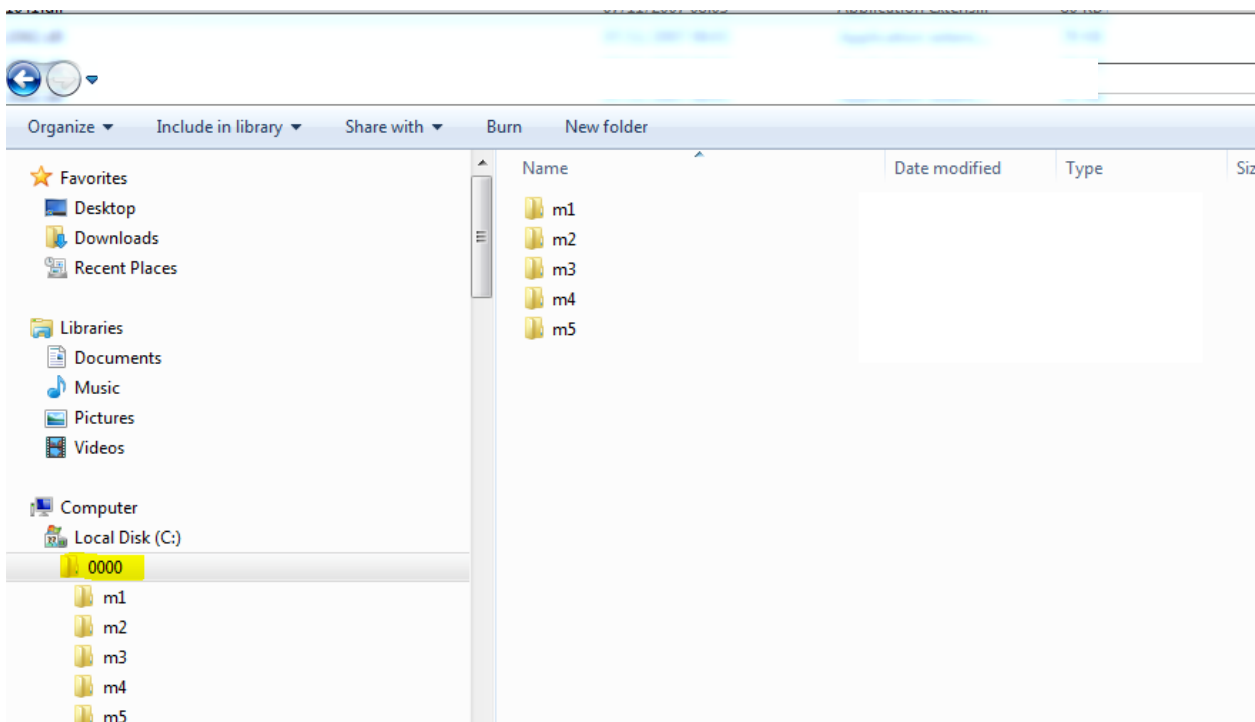 Organize Include in library Share with Burn New folder
Name Date modified Type
Favorites
Desktop
Downloads
Recent Places
Libraries
Documents
Music
Pictures
Videos
Computer
Local Disk (C:)
0000
m1
m2
m3
m4
m5
m1
m2
m3
m4
m5